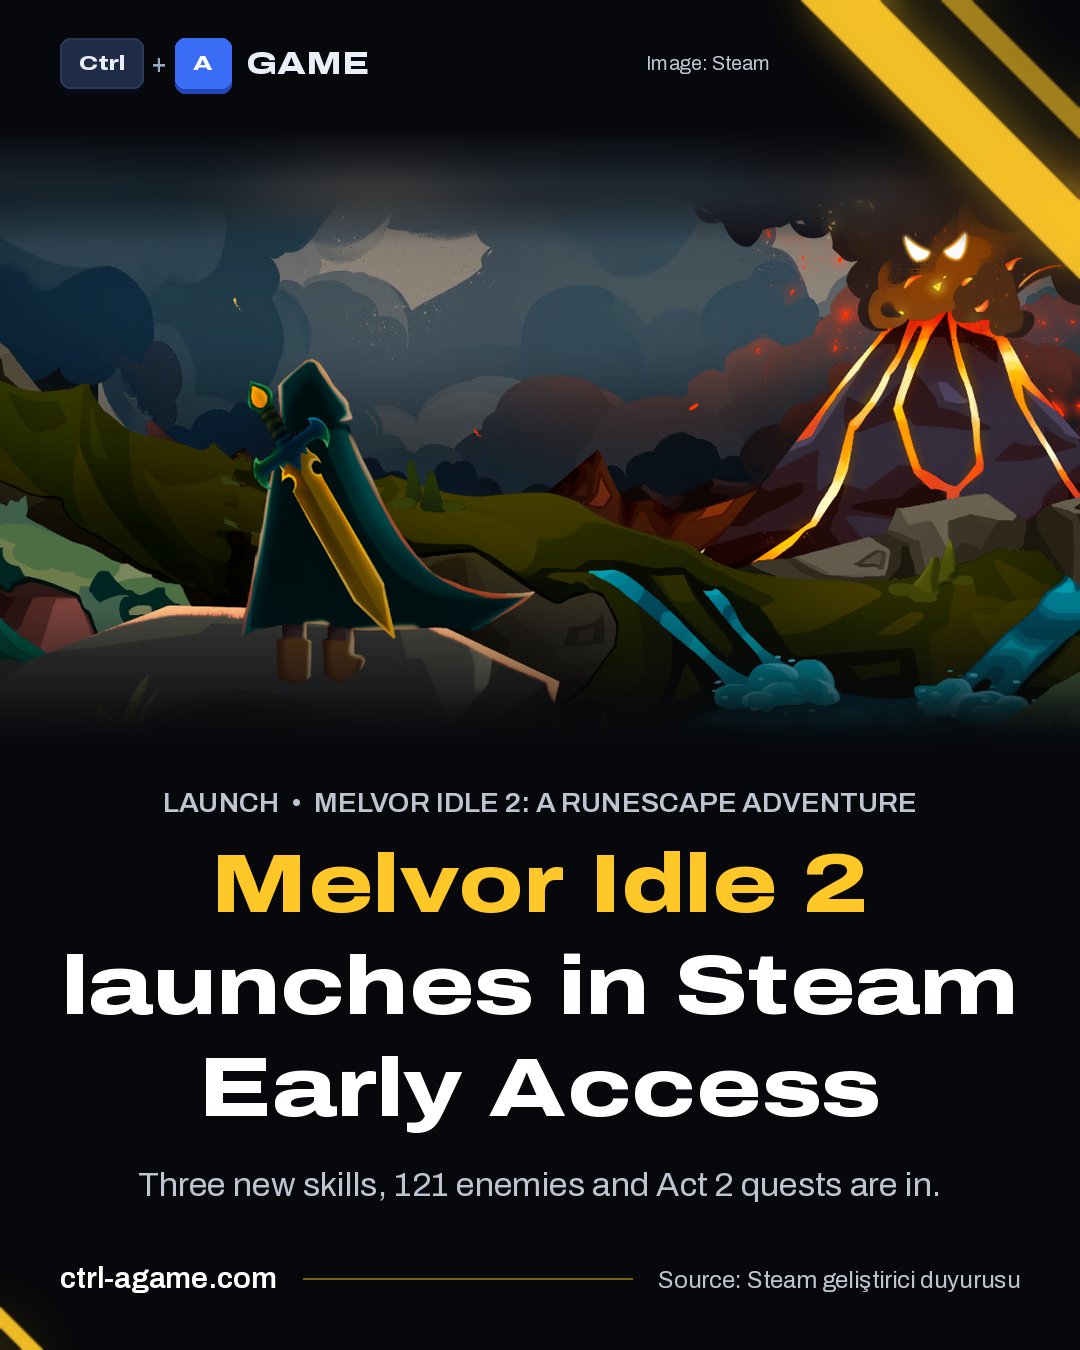 Ctrl + A GAME
Image: Steam
LAUNCH • MELVOR IDLE 2: A RUNESCAPE ADVENTURE
Melvor Idle 2
launches in Steam
Early Access
Three new skills, 121 enemies and Act 2 quests are in.
ctrl-agame.com
Source: Steam geliştirici duyurusu